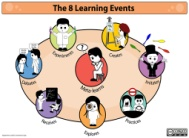 The 8 Learning Events
Experiments
Creates
Imitates
Meta-learns
Debates
Receives
Explores
Practices